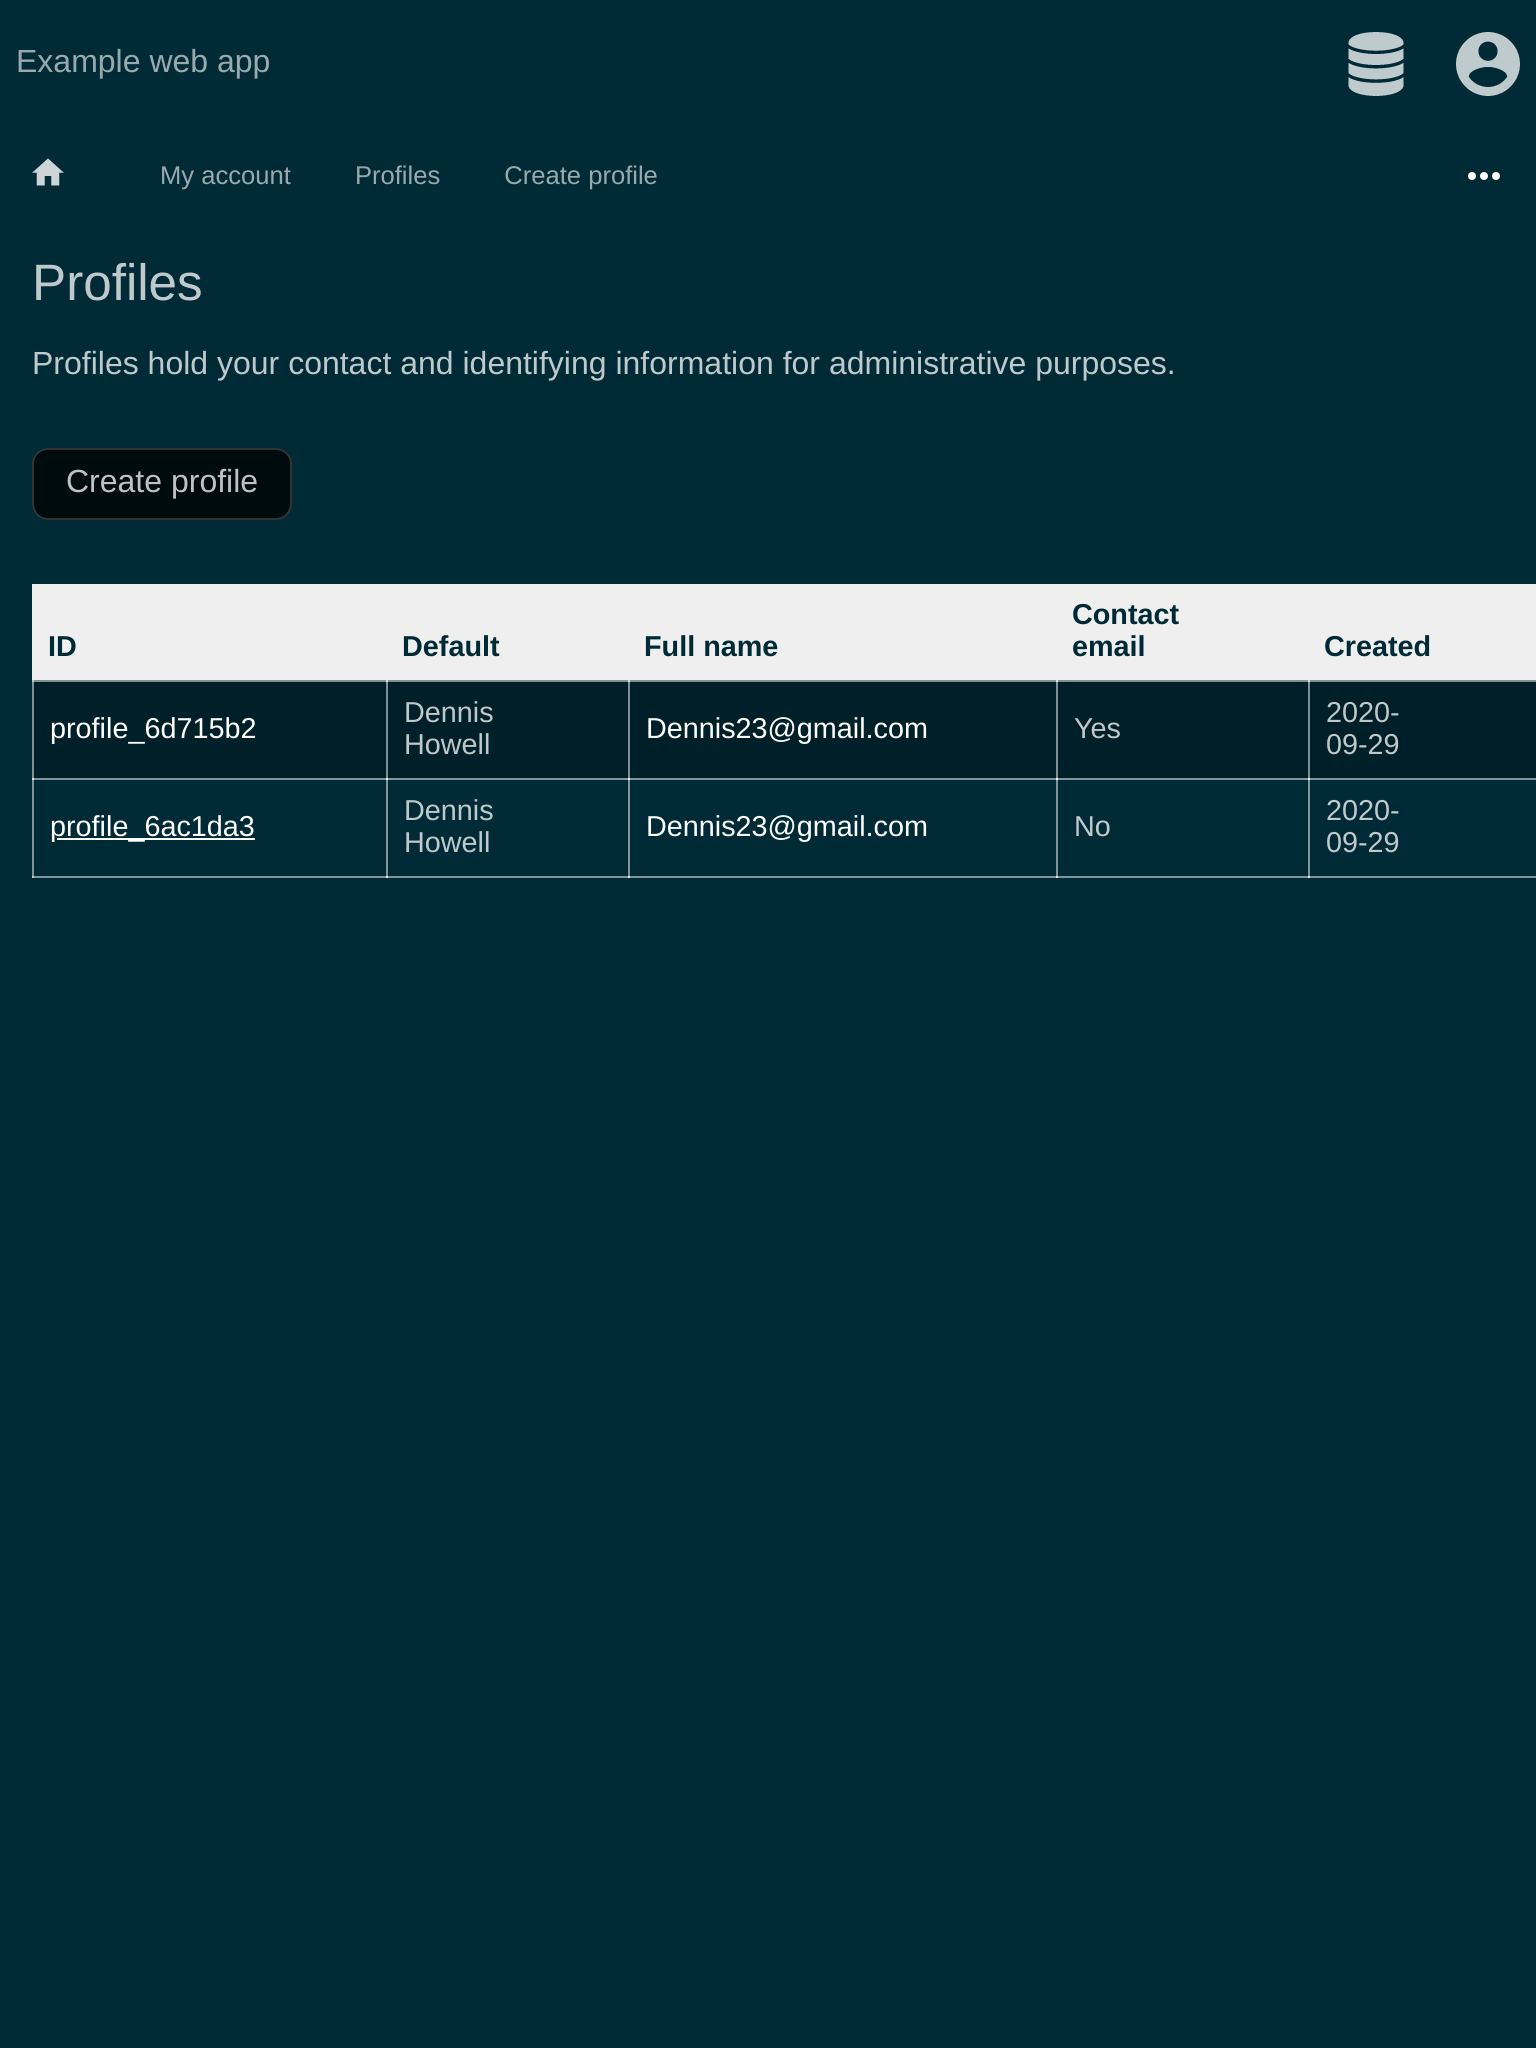 Example web app
My account Profiles Create profile
Profiles
Profiles hold your contact and identifying information for administrative purposes.
Create profile
ID Default Full name Contact email Created
profile_6d715b2 Dennis Howell Dennis23@gmail.com Yes 2020-09-29
profile_6ac1da3 Dennis Howell Dennis23@gmail.com No 2020-09-29